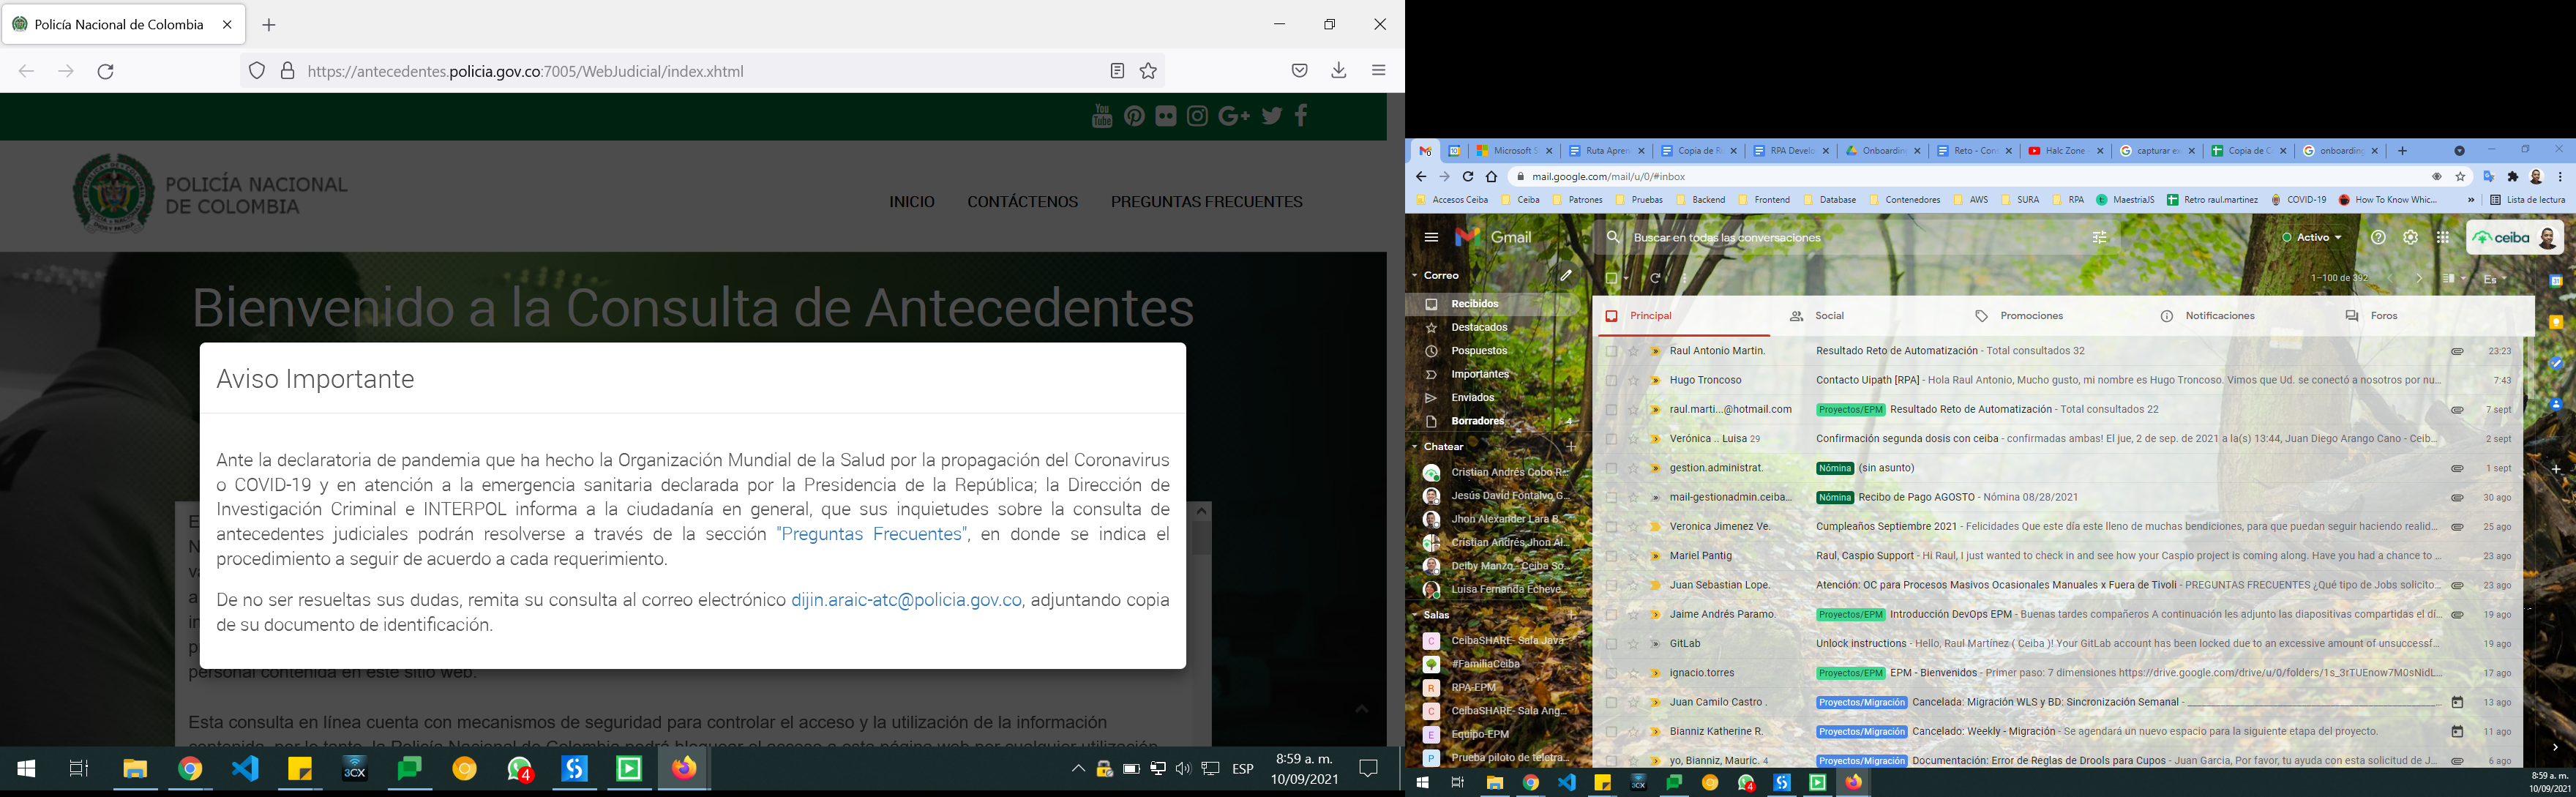 Policía Nacional de Colombia
https://antecedentes.policia.gov.co:7005/WebJudicial/index.xhtml
You Tube
G+
POLICÍA NACIONAL
DE COLOMBIA
INICIO CONTÁCTENOS PREGUNTAS FRECUENTES
Bienvenido a la Consulta de Antecedentes
Aviso Importante
Ante la declaratoria de pandemia que ha hecho la Organización Mundial de la Salud por la propagación del Coronavirus
o COVID-19 y en atención a la emergencia sanitaria declarada por la Presidencia de la República; la Dirección de
Investigación Criminal e INTERPOL informa a la ciudadanía en general, que sus inquietudes sobre la consulta de
antecedentes judiciales podrán resolverse a través de la sección "Preguntas Frecuentes", en donde se indica el
procedimiento a seguir de acuerdo a cada requerimiento.
De no ser resueltas sus dudas, remita su consulta al correo electrónico dijin.araic-atc@policia.gov.co, adjuntando copia
de su documento de identificación.
personal contenida en este sitio web.
Esta consulta en línea cuenta con mecanismos de seguridad para controlar el acceso y la utilización de la información
3CX
4
ESP
8:59 a. m.
10/09/2021
Microsoft S
Ruta Apren
Copia de R
RPA Develo
Onboarding
Reto - Con
Halc Zone
capturar en
Copia de C
onboarding
mail.google.com/mail/u/0/#inbox
Accesos Ceiba Ceiba Patrones Pruebas Backend Frontend Database Contenedores AWS SURA RPA MaestriaJS Retro raul.martinez COVID-19 How To Know Whic... » Lista de lectura
Gmail
Buscar en todas las conversaciones
Activo
ceiba
Correo
1–100 de 392
Es
Recibidos
Destacados
Pospuestos
Importantes
Enviados
Borradores 4
Chatear
Cristian Andrés Cobo R...
Jesús David Fontalvo G...
Jhon Alexander Lara B...
Cristian Andrés, Jhon Al...
Deiby Manzo - Ceiba So...
Luisa Fernanda Echeve...
Salas
C CeibaSHARE- Sala Java
#FamiliaCeiba
R RPA-EPM
C CeibaSHARE- Sala Ang...
E Equipo-EPM
P Prueba piloto de teletra...
Principal Social Promociones Notificaciones Foros
Raul Antonio Martin. Resultado Reto de Automatización - Total consultados 32 23:23
Hugo Troncoso Contacto Uipath [RPA] - Hola Raul Antonio, Mucho gusto, mi nombre es Hugo Troncoso. Vimos que Ud. se conectó a nosotros por nu... 7:43
raul.marti...@hotmail.com Proyectos/EPM Resultado Reto de Automatización - Total consultados 22 7 sept
Verónica .. Luisa 29 Confirmación segunda dosis con ceiba - confirmadas ambas! El jue, 2 de sep. de 2021 a la(s) 13:44, Juan Diego Arango Cano - Ceib... 2 sept
gestion.administrat. Nómina (sin asunto) 1 sept
mail-gestionadmin.ceiba... Nómina Recibo de Pago AGOSTO - Nómina 08/28/2021 30 ago
Veronica Jimenez Ve. Cumpleaños Septiembre 2021 - Felicidades Que este día este lleno de muchas bendiciones, para que puedan seguir haciendo realid... 25 ago
Mariel Pantig Raul, Caspio Support - Hi Raul, I just wanted to check in and see how your Caspio project is coming along. Have you had a chance to ... 23 ago
Juan Sebastian Lope. Atención: OC para Procesos Masivos Ocasionales Manuales x Fuera de Tivoli - PREGUNTAS FRECUENTES ¿Qué tipo de Jobs solicito... 23 ago
Jaime Andrés Paramo. Proyectos/EPM Introducción DevOps EPM - Buenas tardes compañeros A continuación les adjunto las diapositivas compartidas el dí... 19 ago
GitLab Unlock instructions - Hello, Raul Martínez ( Ceiba )! Your GitLab account has been locked due to an excessive amount of unsuccessf... 19 ago
ignacio.torres Proyectos/EPM EPM - Bienvenidos - Primer paso: 7 dimensiones https://drive.google.com/drive/u/0/folders/1s_3rTUEnow7M0sNidL... 17 ago
Juan Camilo Castro . Proyectos/Migración Cancelada: Migración WLS y BD: Sincronización Semanal - 13 ago
Bianniz Katherine R. Proyectos/Migración Cancelado: Weekly - Migración - Se agendará un nuevo espacio para la siguiente etapa del proyecto. 11 ago
yo, Bianniz, Mauric. 4 Proyectos/Migración Documentación: Error de Reglas de Drools para Cupos - Juan Garcia, Por favor, tu ayuda con esta solicitud de J... 6 ago
3CX
4
8:59 a. m.
10/09/2021